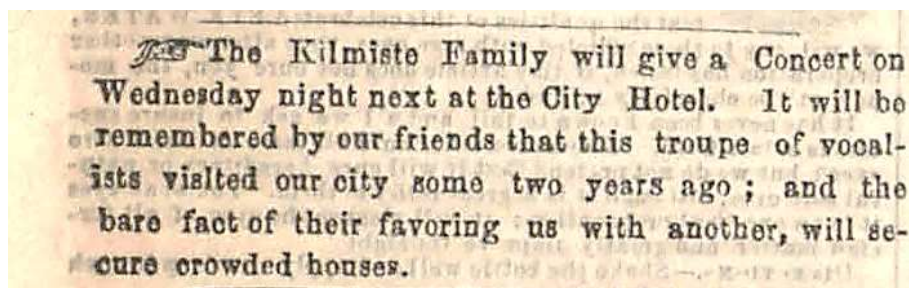 ☞ The Kilmiste Family will give a Concert on
Wednesday night next at the City Hotel. It will be
remembered by our friends that this troupe of vocal-
ists visited our city some two years ago; and the
bare fact of their favoring us with another, will se-
cure crowded houses.